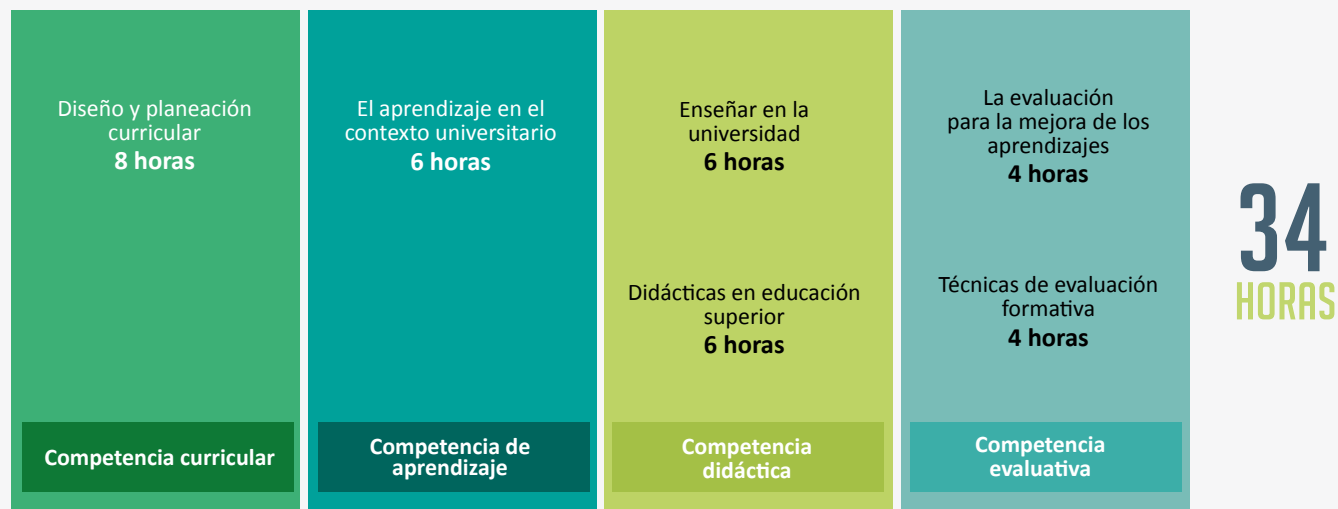 Diseño y planeación
curricular
8 horas
Competencia curricular
El aprendizaje en el
contexto universitario
6 horas
Competencia de
aprendizaje
Enseñar en la
universidad
6 horas
Didácticas en educación
superior
6 horas
Competencia
didáctica
La evaluación
para la mejora de los
aprendizajes
4 horas
Técnicas de evaluación
formativa
4 horas
Competencia
evaluativa
34
HORAS